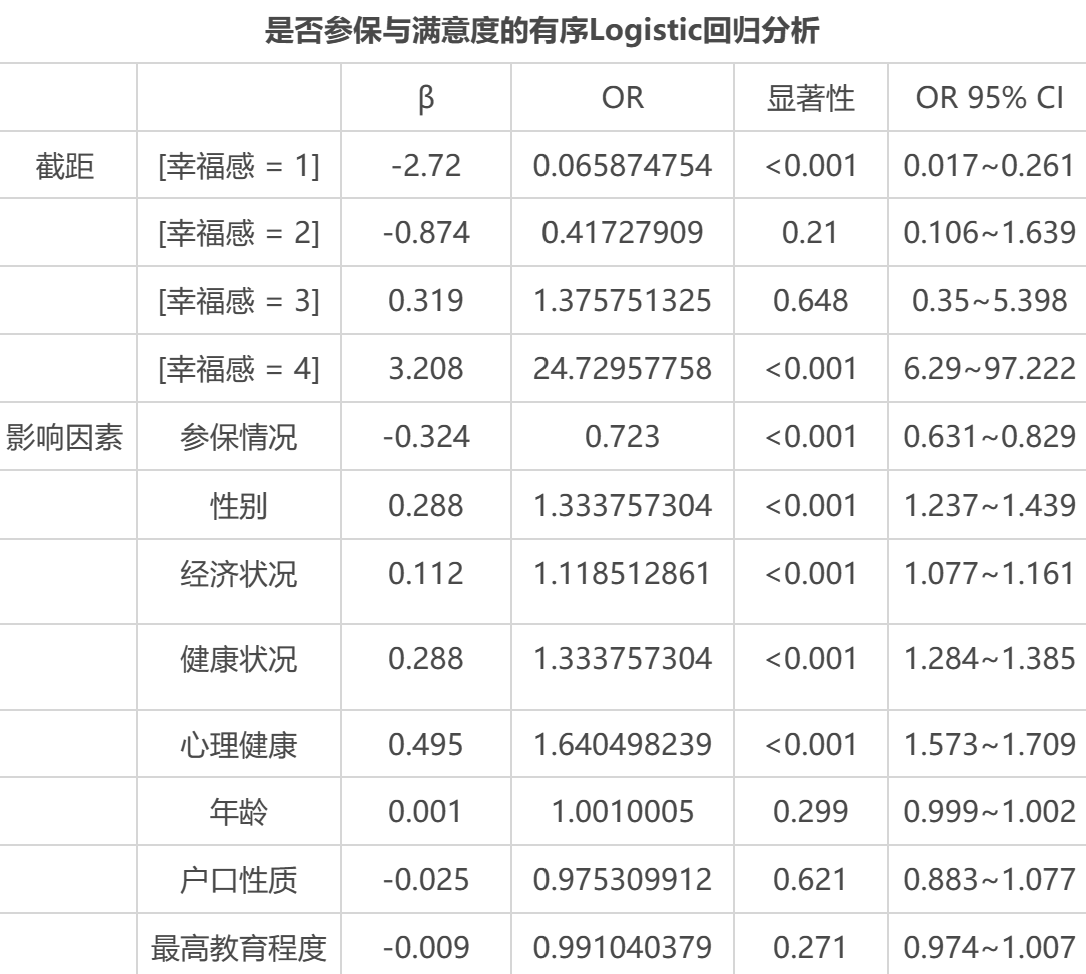 是否参保与满意度的有序Logistic回归分析
β OR 显著性 OR 95% CI
截距 [幸福感 = 1] -2.72 0.065874754 <0.001 0.017~0.261
[幸福感 = 2] -0.874 0.41727909 0.21 0.106~1.639
[幸福感 = 3] 0.319 1.375751325 0.648 0.35~5.398
[幸福感 = 4] 3.208 24.72957758 <0.001 6.29~97.222
影响因素 参保情况 -0.324 0.723 <0.001 0.631~0.829
性别 0.288 1.333757304 <0.001 1.237~1.439
经济状况 0.112 1.118512861 <0.001 1.077~1.161
健康状况 0.288 1.333757304 <0.001 1.284~1.385
心理健康 0.495 1.640498239 <0.001 1.573~1.709
年龄 0.001 1.0010005 0.299 0.999~1.002
户口性质 -0.025 0.975309912 0.621 0.883~1.077
最高教育程度 -0.009 0.991040379 0.271 0.974~1.007